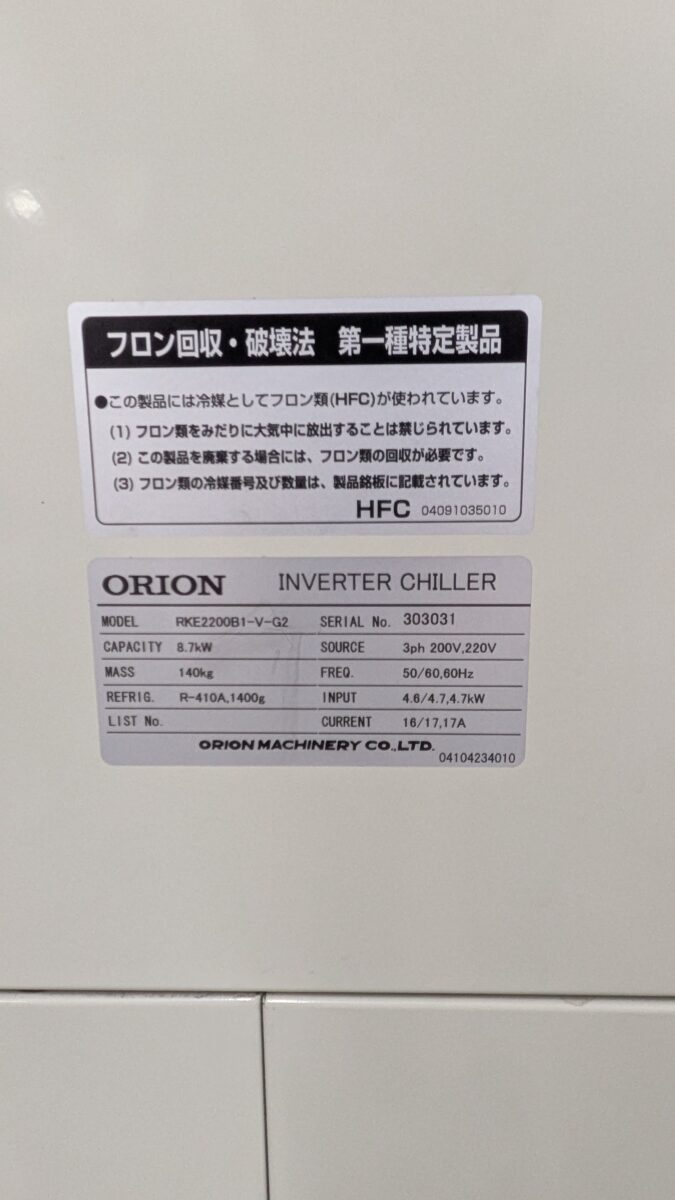 フロン回収・破壊法 第一種特定製品
●この製品には冷媒としてフロン類(HFC)が使われています。
(1) フロン類をみだりに大気中に放出することは禁じられています。
(2) この製品を廃棄する場合には、フロン類の回収が必要です。
(3) フロン類の冷媒番号及び数量は、製品銘板に記載されています。
HFC 04091035010
ORION INVERTER CHILLER
MODEL RKE2200B1-V-G2 SERIAL No. 303031
CAPACITY 8.7kW SOURCE 3ph 200V,220V
MASS 140kg FREQ. 50/60,60Hz
REFRIG. R-410A,1400g INPUT 4.6/4.7,4.7kW
LIST No. CURRENT 16/17,17A
ORION MACHINERY CO.,LTD.
04104234010